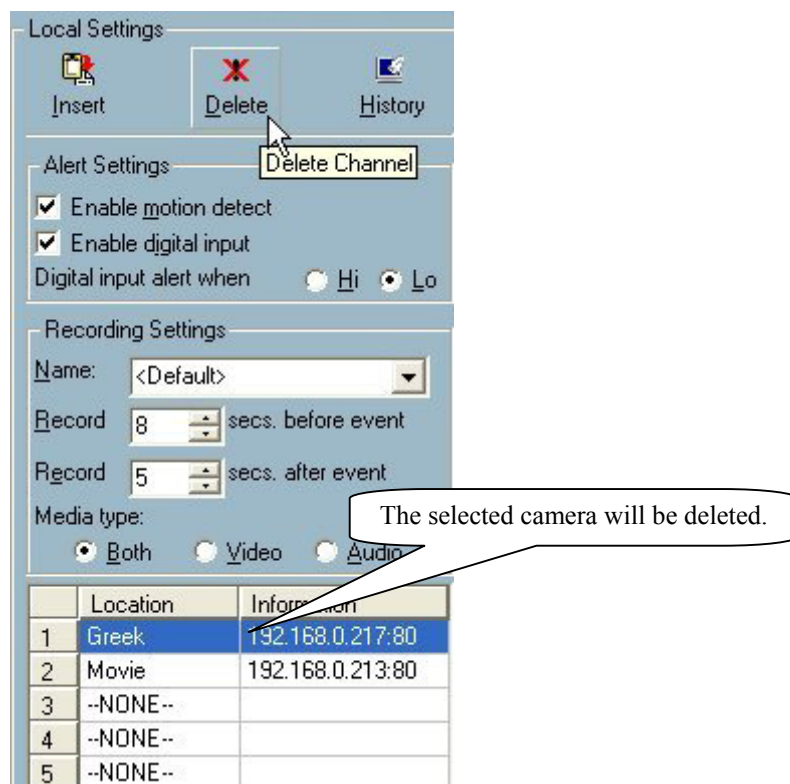 Local Settings
Insert Delete History
Delete Channel
Alert Settings
Enable motion detect
Enable digital input
Digital input alert when Hi Lo
Recording Settings
Name: <Default>
Record 8 secs. before event
Record 5 secs. after event
Media type:
Both Video Audio
The selected camera will be deleted.
Location Information
1 Greek 192.168.0.217:80
2 Movie 192.168.0.213:80
3 --NONE--
4 --NONE--
5 --NONE--